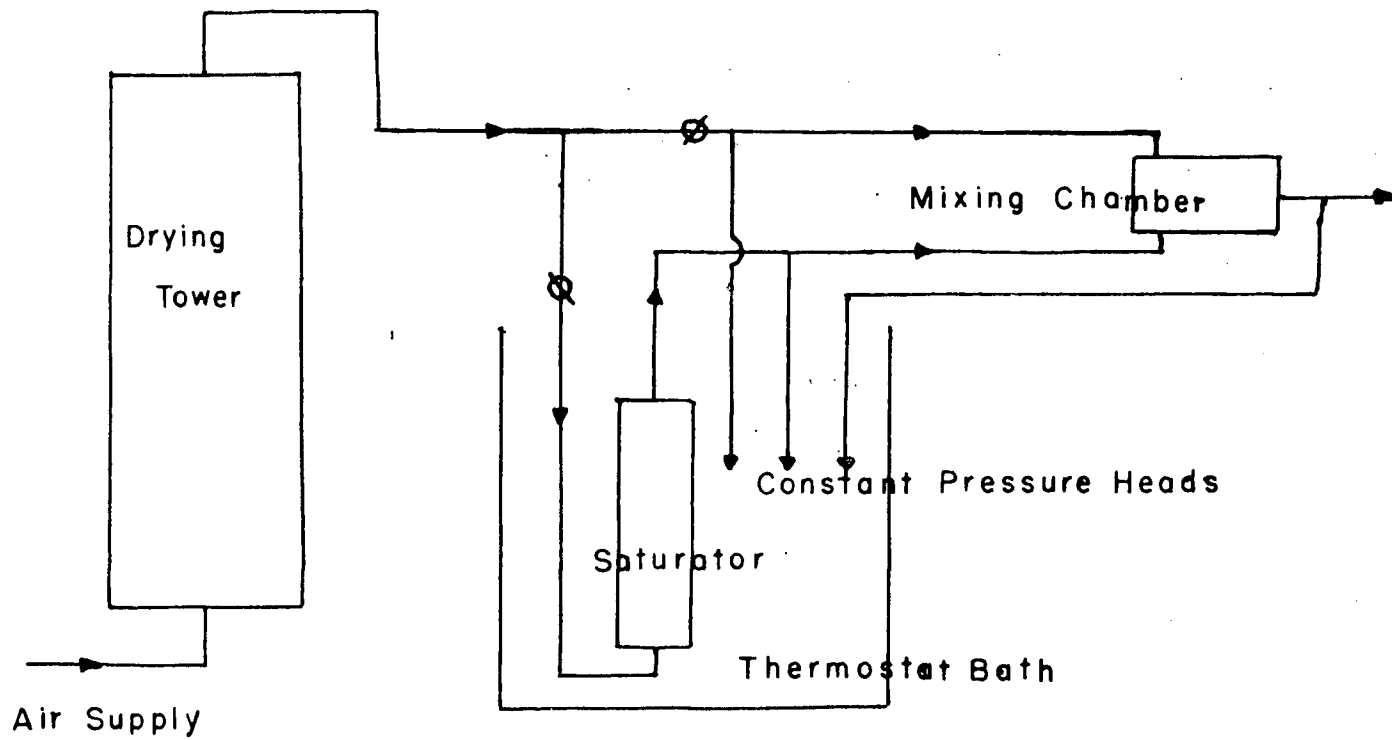 Drying
Tower
Mixing Chamber
Constant Pressure Heads
Saturator
Thermostat Bath
Air Supply